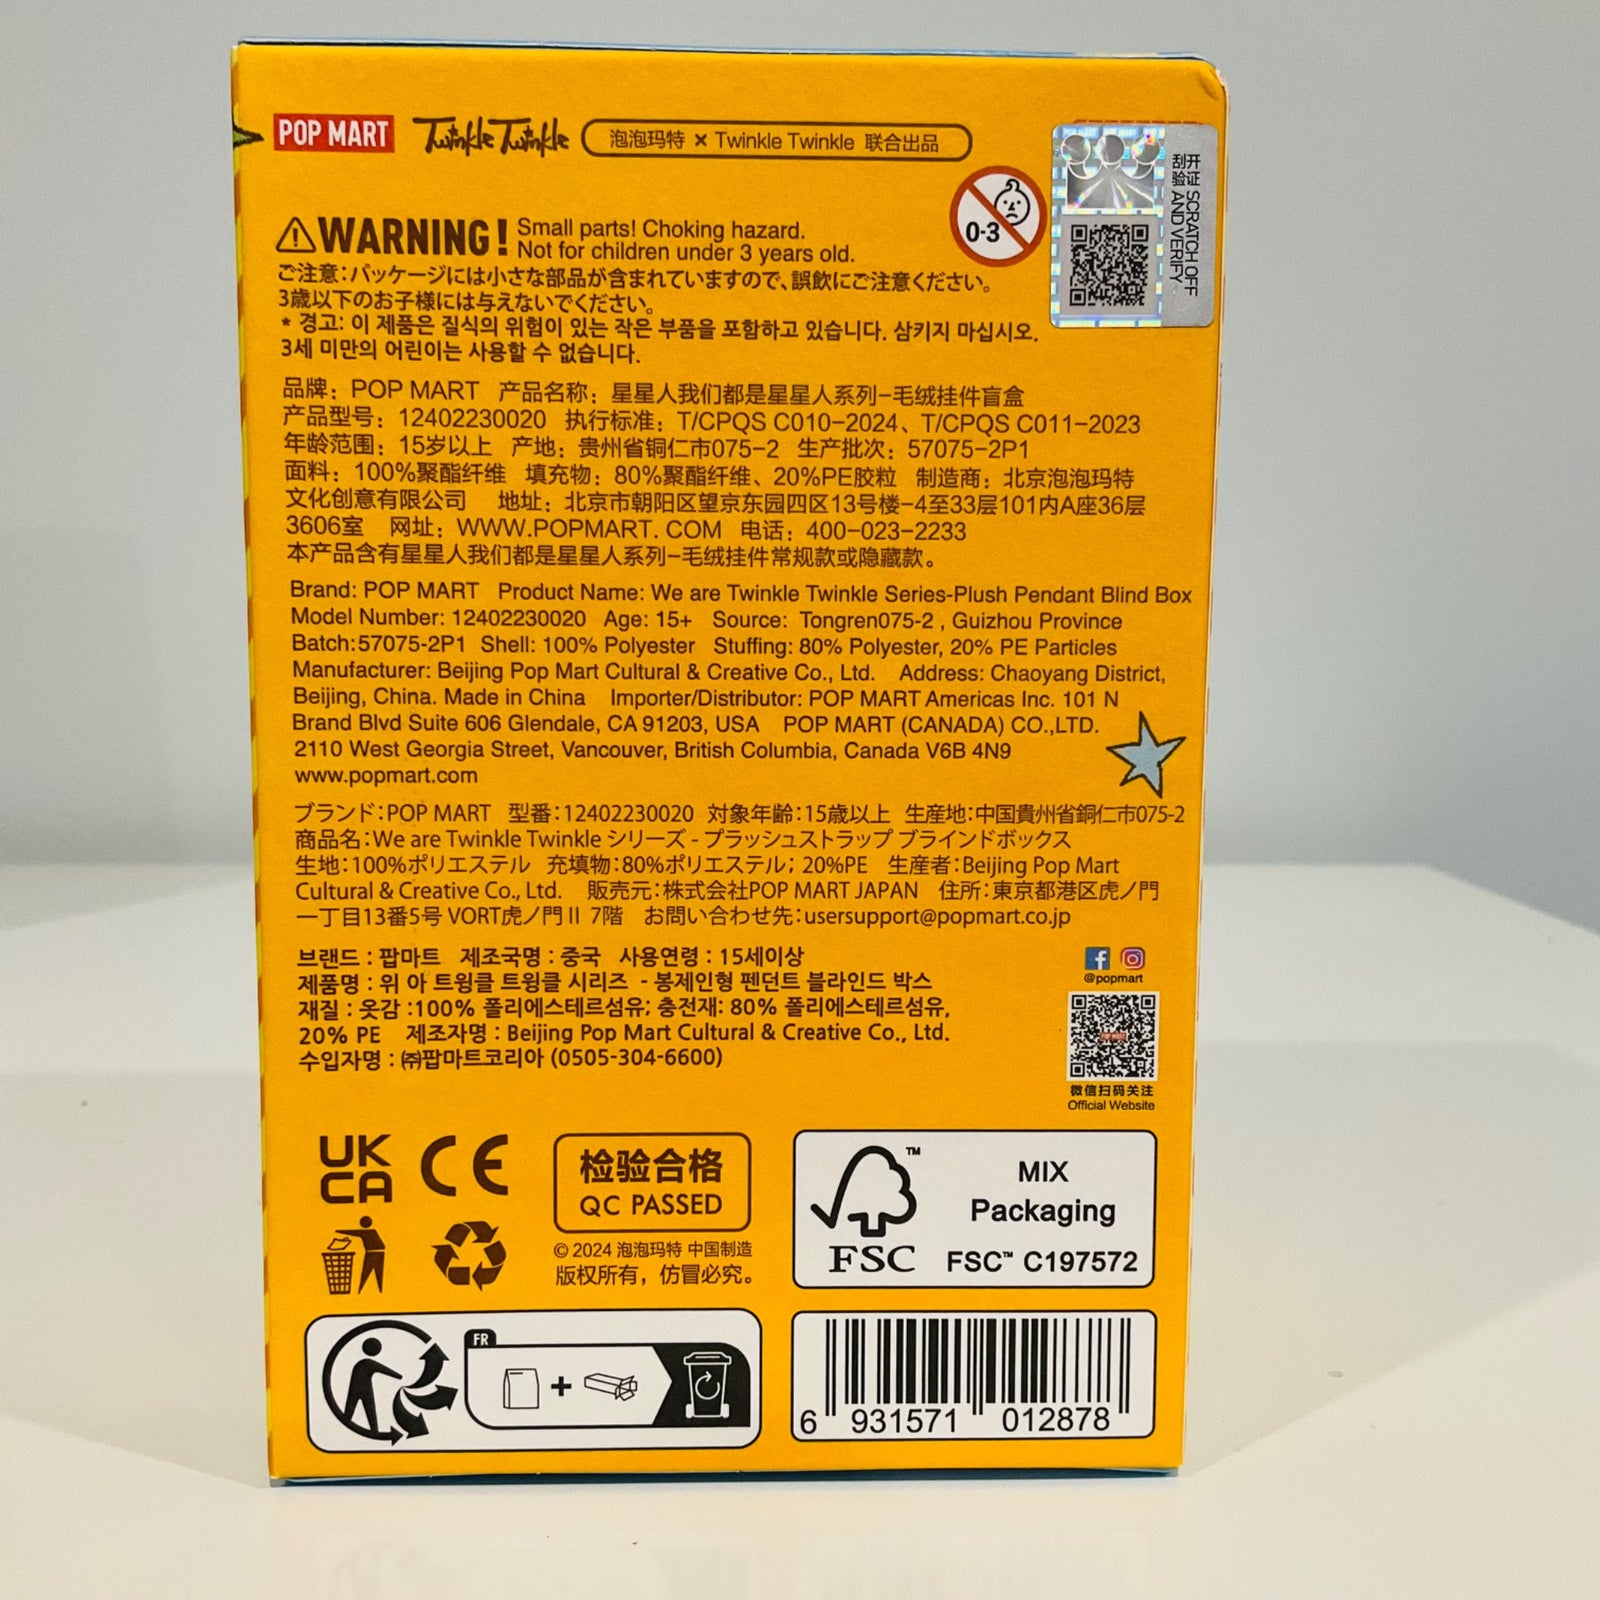 POP MART Twinkle Twinkle 泡泡玛特 × Twinkle Twinkle 联合出品
刮开验证 SCRATCH OFF AND VERIFY
0-3
WARNING! Small parts! Choking hazard.
Not for children under 3 years old.
ご注意：パッケージには小さな部品が含まれていますので、誤飲にご注意ください。
3歳以下のお子様には与えないでください。
* 경고: 이 제품은 질식의 위험이 있는 작은 부품을 포함하고 있습니다. 삼키지 마십시오.
3세 미만의 어린이는 사용할 수 없습니다.
品牌：POP MART 产品名称：星星人我们都是星星人系列-毛绒挂件盲盒
产品型号：12402230020 执行标准：T/CPQS C010-2024、T/CPQS C011-2023
年龄范围：15岁以上 产地：贵州省铜仁市075-2 生产批次：57075-2P1
面料：100%聚酯纤维 填充物：80%聚酯纤维、20%PE胶粒 制造商：北京泡泡玛特
文化创意有限公司 地址：北京市朝阳区望京东园四区13号楼-4至33层101内A座36层
3606室 网址：WWW.POPMART. COM 电话：400-023-2233
本产品含有星星人我们都是星星人系列-毛绒挂件常规款或隐藏款。
Brand: POP MART Product Name: We are Twinkle Twinkle Series-Plush Pendant Blind Box
Model Number: 12402230020 Age: 15+ Source: Tongren075-2 , Guizhou Province
Batch:57075-2P1 Shell: 100% Polyester Stuffing: 80% Polyester, 20% PE Particles
Manufacturer: Beijing Pop Mart Cultural & Creative Co., Ltd. Address: Chaoyang District,
Beijing, China. Made in China Importer/Distributor: POP MART Americas Inc. 101 N
Brand Blvd Suite 606 Glendale, CA 91203, USA POP MART (CANADA) CO.,LTD.
2110 West Georgia Street, Vancouver, British Columbia, Canada V6B 4N9
www.popmart.com
ブランド：POP MART 型番：12402230020 対象年齢：15歳以上 生産地：中国貴州省銅仁市075-2
商品名：We are Twinkle Twinkle シリーズ - プラッシュストラップ ブラインドボックス
生地：100%ポリエステル 充填物：80%ポリエステル；20%PE 生産者：Beijing Pop Mart
Cultural & Creative Co., Ltd. 販売元：株式会社POP MART JAPAN 住所：東京都港区虎ノ門
一丁目13番5号 VORT虎ノ門Ⅱ 7階 お問い合わせ先：usersupport@popmart.co.jp
브랜드 : 팝마트 제조국명 : 중국 사용연령 : 15세이상
제품명 : 위 아 트윙클 트윙클 시리즈 - 봉제인형 펜던트 블라인드 박스
재질 : 옷감 :100% 폴리에스테르섬유; 충전재: 80% 폴리에스테르섬유,
20% PE 제조자명 : Beijing Pop Mart Cultural & Creative Co., Ltd.
수입자명 : ㈜팝마트코리아 (0505-304-6600)
@popmart
微信扫码关注
Official Website
UK
CA CE
检验合格
QC PASSED
© 2024 泡泡玛特 中国制造
版权所有，仿冒必究。
FSC™
MIX
Packaging
FSC™ C197572
FR
+
6 931571 012878